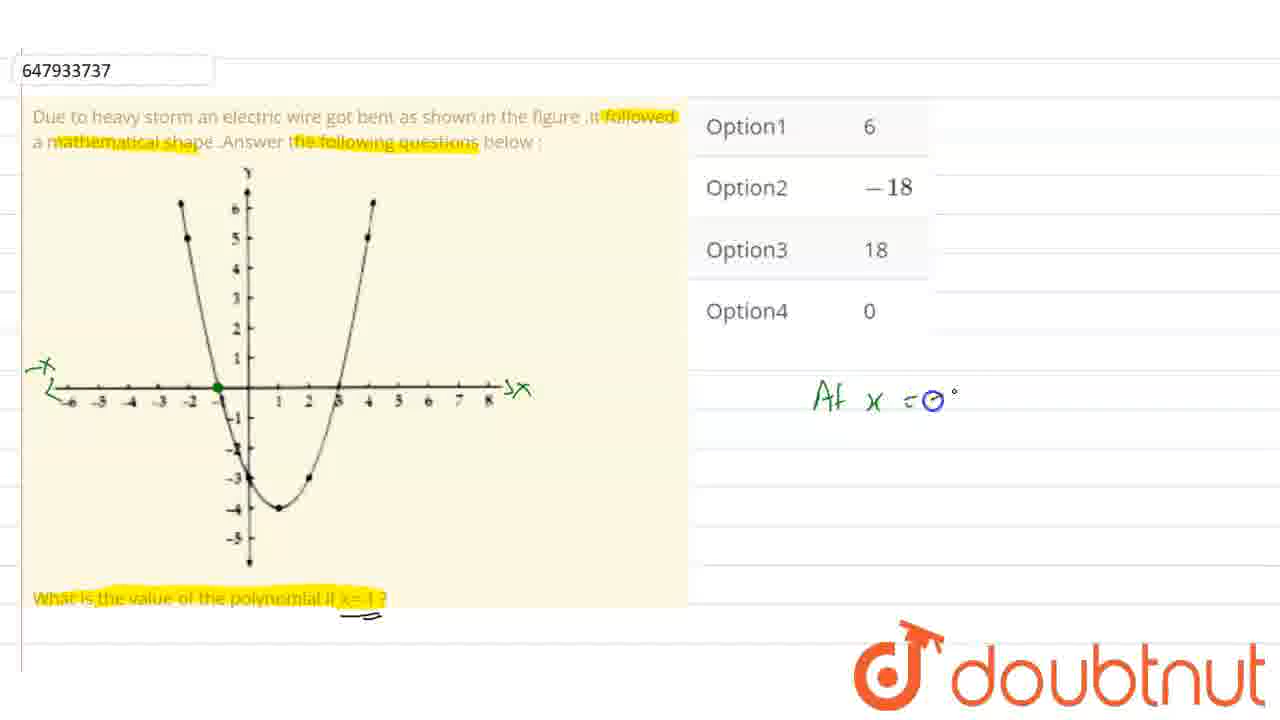 647933737
Due to heavy storm an electric wire got bent as shown in the figure .It followed
a mathematical shape .Answer the following questions below :
Option1 6
Option2 −18
Option3 18
Option4 0
Y
6
5
4
3
2
1
-X X
-6 -5 -4 -3 -2 -1 1 2 3 4 5 6 7 8
-1
-2
-3
-4
-5
At x =
What is the value of the polynomial if x= -1 ?
doubtnut